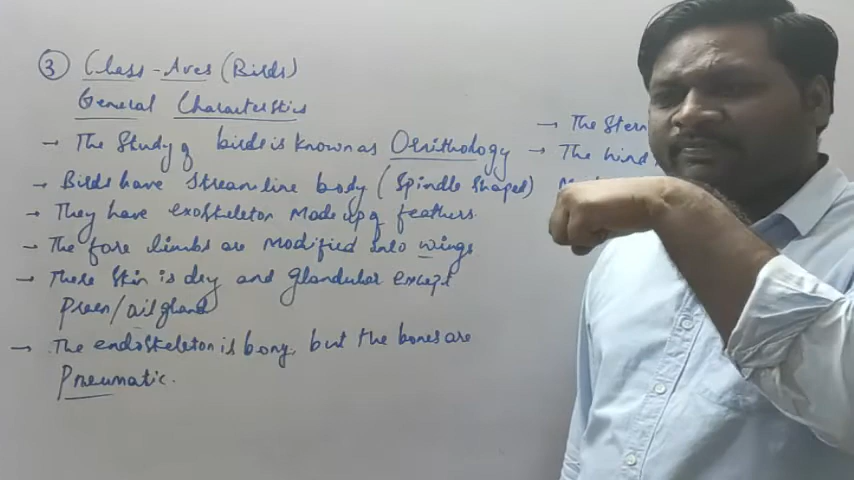 ③ Class - Aves (Birds)
General Characterstics
→ The Study of birds is known as Ornithology
→ Birds have Streamline body (Spindle Shaped)
→ They have exoskeleton made up of feathers.
→ The fore limbs are modified into wings
→ There Skin is dry and Glandular except
Preen/oil gland
→ The endoskeleton is bony, but the bones are
Pneumatic.
→ The Stern
→ The hind